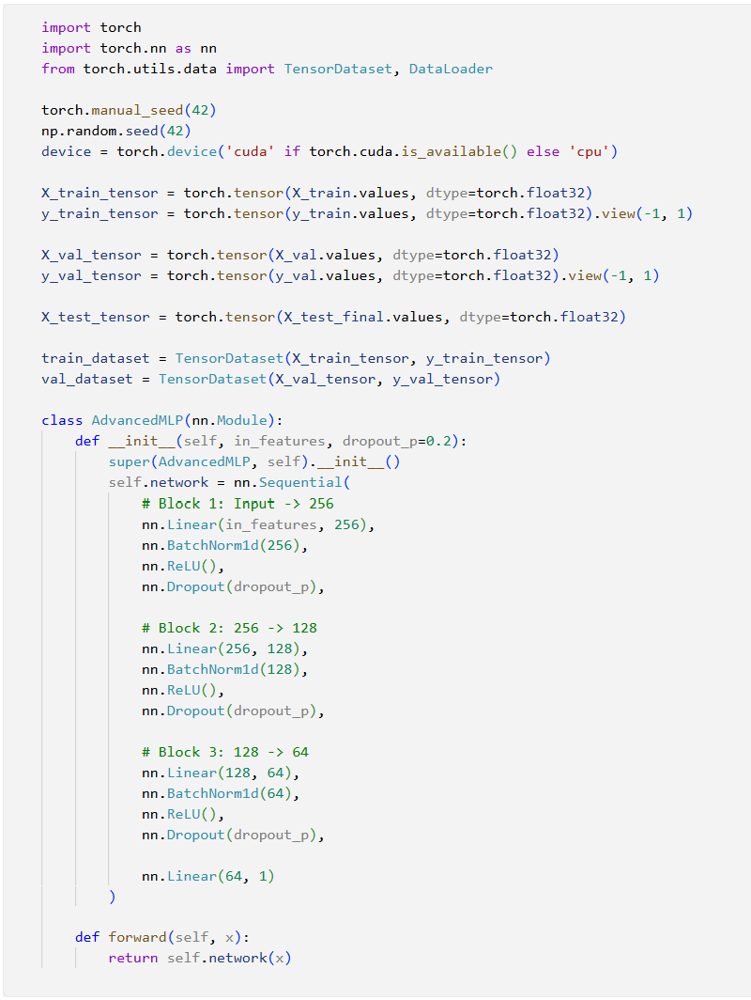 import torch
import torch.nn as nn
from torch.utils.data import TensorDataset, DataLoader

torch.manual_seed(42)
np.random.seed(42)
device = torch.device('cuda' if torch.cuda.is_available() else 'cpu')

X_train_tensor = torch.tensor(X_train.values, dtype=torch.float32)
y_train_tensor = torch.tensor(y_train.values, dtype=torch.float32).view(-1, 1)

X_val_tensor = torch.tensor(X_val.values, dtype=torch.float32)
y_val_tensor = torch.tensor(y_val.values, dtype=torch.float32).view(-1, 1)

X_test_tensor = torch.tensor(X_test_final.values, dtype=torch.float32)

train_dataset = TensorDataset(X_train_tensor, y_train_tensor)
val_dataset = TensorDataset(X_val_tensor, y_val_tensor)

class AdvancedMLP(nn.Module):
    def __init__(self, in_features, dropout_p=0.2):
        super(AdvancedMLP, self).__init__()
        self.network = nn.Sequential(
            # Block 1: Input -> 256
            nn.Linear(in_features, 256),
            nn.BatchNorm1d(256),
            nn.ReLU(),
            nn.Dropout(dropout_p),

            # Block 2: 256 -> 128
            nn.Linear(256, 128),
            nn.BatchNorm1d(128),
            nn.ReLU(),
            nn.Dropout(dropout_p),

            # Block 3: 128 -> 64
            nn.Linear(128, 64),
            nn.BatchNorm1d(64),
            nn.ReLU(),
            nn.Dropout(dropout_p),

            nn.Linear(64, 1)
        )

    def forward(self, x):
        return self.network(x)